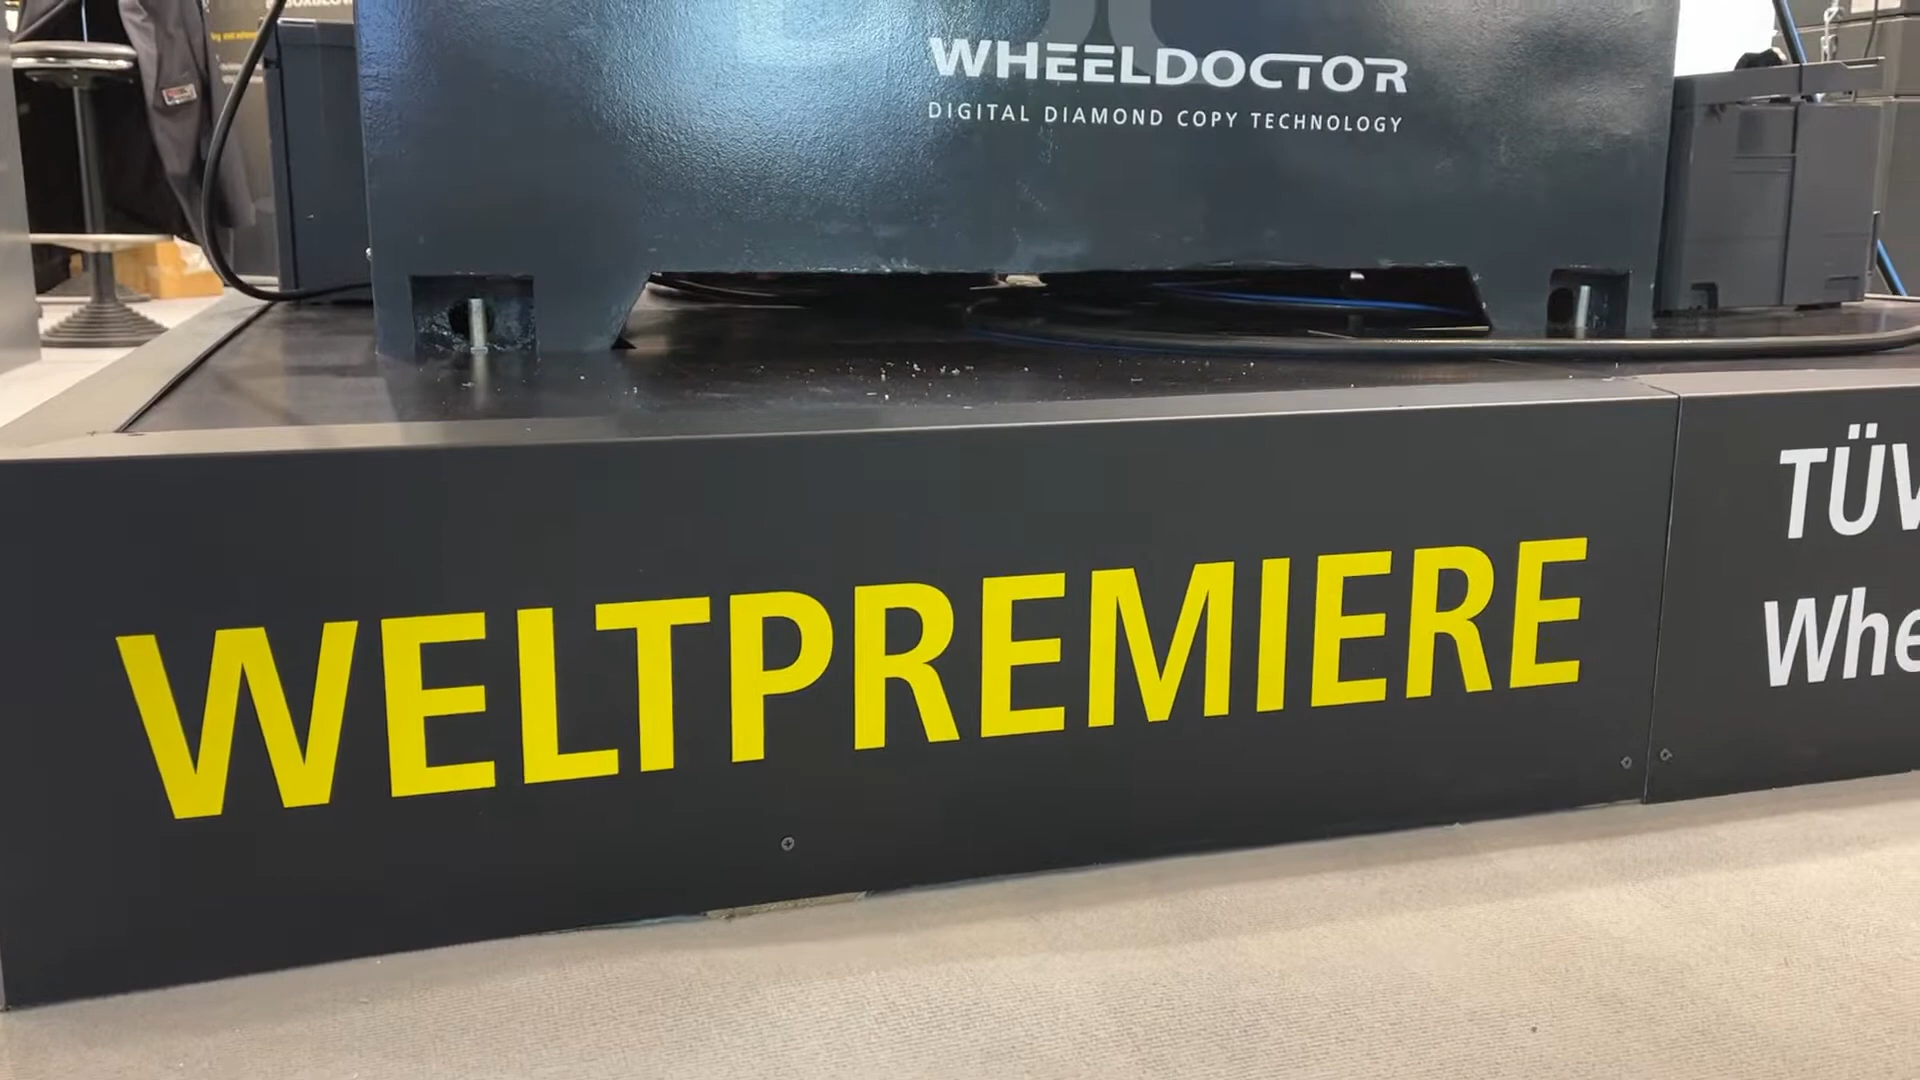 WHEELDOCTOR
DIGITAL DIAMOND COPY TECHNOLOGY
WELTPREMIERE
TÜV
Whe